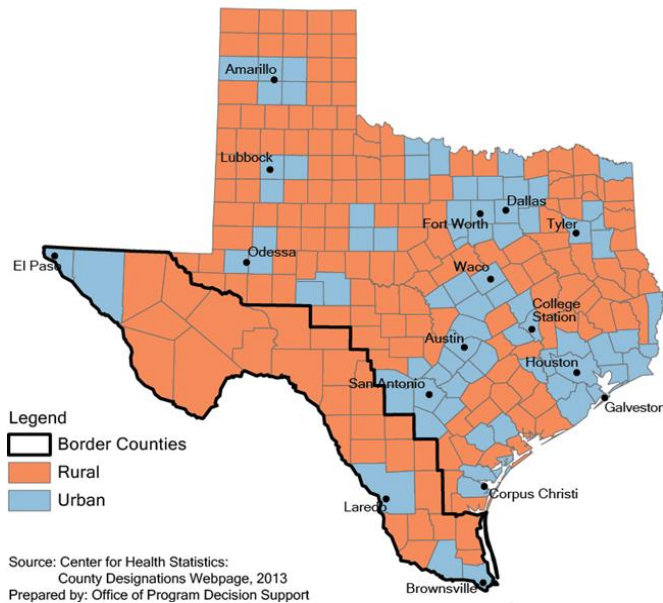 Amarillo
Lubbock
Dallas
Fort Worth
Tyler
Odessa
El Paso
Waco
College
Station
Austin
Houston
San Antonio
Galveston
Legend
Border Counties
Rural
Urban
Corpus Christi
Laredo
Source: Center for Health Statistics:
County Designations Webpage, 2013
Prepared by: Office of Program Decision Support
Brownsville